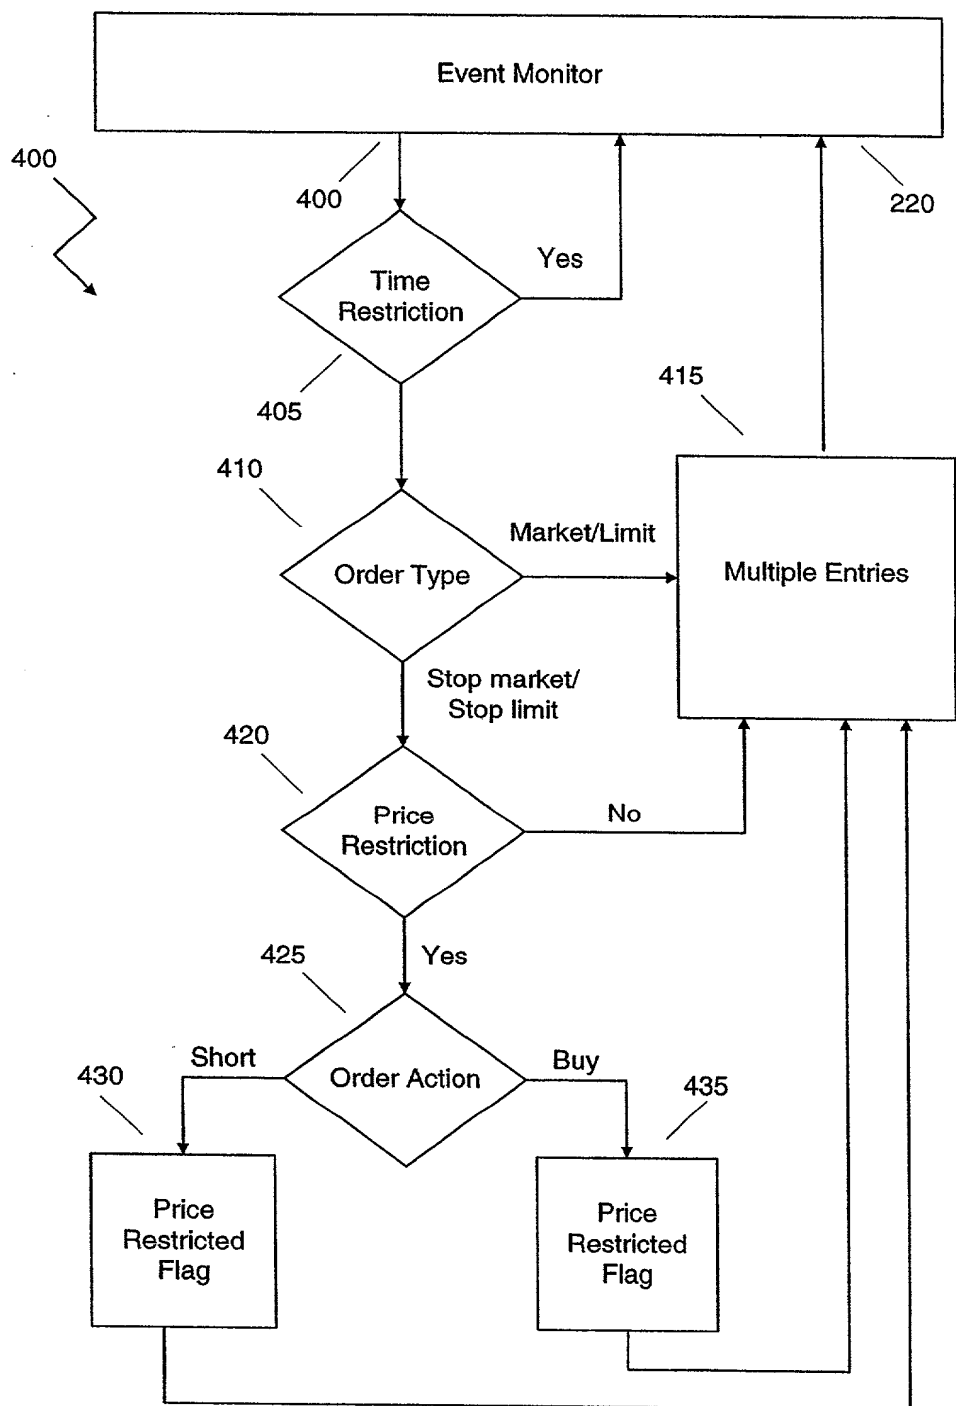 Event Monitor
400
400
220
Yes
Time
Restriction
405
415
410
Market/Limit
Order Type
Multiple Entries
Stop market/
Stop limit
420
Price
Restriction
No
425
Yes
Short
Order Action
Buy
430
435
Price
Restricted
Flag
Price
Restricted
Flag